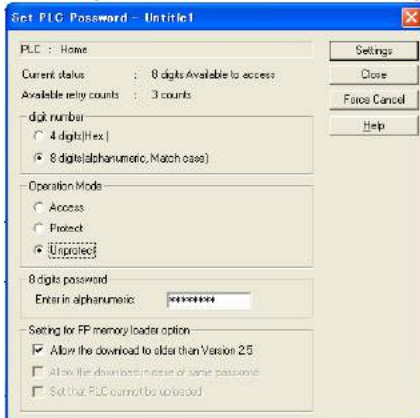 Set PLC Password - Untitle1
PLC : Home
Current status : 8 digits Available to access
Available retry counts : 3 counts
digit number
4 digits(Hex)
8 digits(alphanumeric, Match case)
Operation Mode
Access
Protect
Unprotect
8 digits password
Enter in alphanumeric: ********
Setting for FP memory loader option
Allow the download to older than Version 2.5
Allow the download in case of same password
Set that PLC cannot be uploaded
Settings
Close
Force Cancel
Help